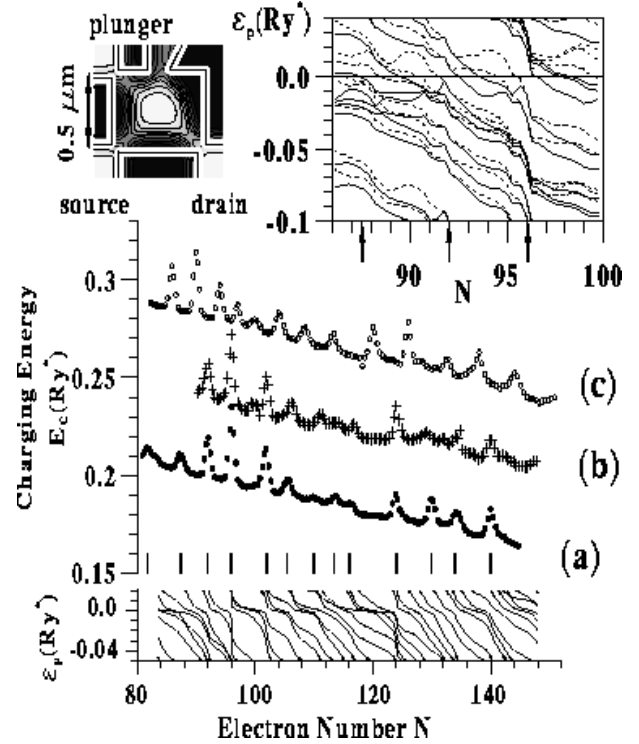 plunger
0.5 μm
source drain
ε_p(Ry*)
0.0
-0.05
-0.1
90 95 100
N
Charging Energy
E_C(Ry*)
0.3
0.25
0.2
0.15
(c)
(b)
(a)
ε_p(Ry*)
0.0
-0.04
80 100 120 140
Electron Number N